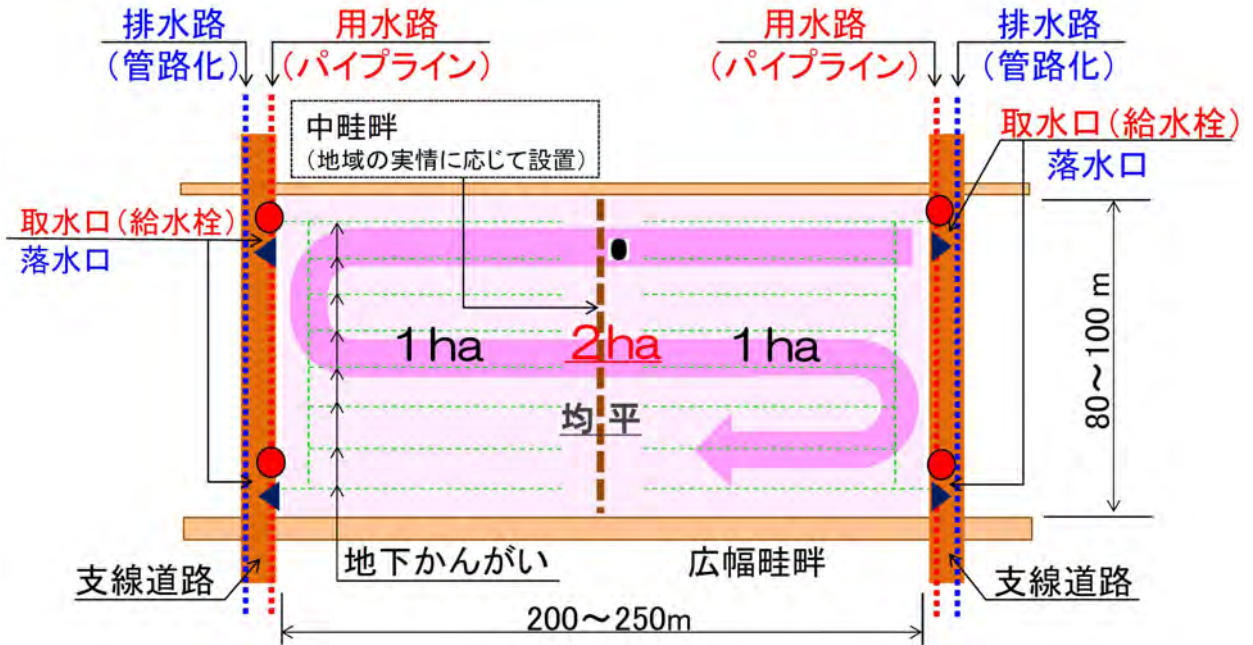 排水路
(管路化)
用水路
(パイプライン)
用水路
(パイプライン)
排水路
(管路化)
中畦畔
(地域の実情に応じて設置)
取水口(給水栓)
落水口
取水口(給水栓)
落水口
1ha
2ha
1ha
均平
80～100 m
支線道路
地下かんがい
広幅畦畔
支線道路
200～250m